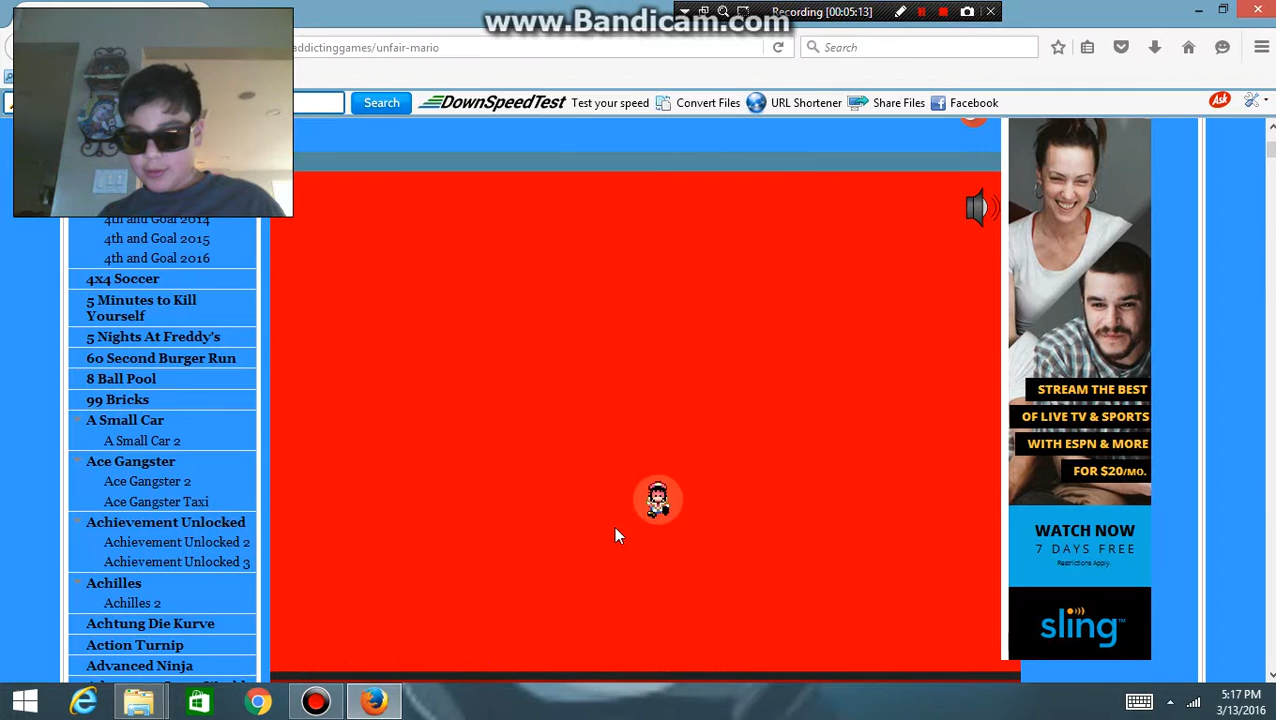 www.Bandicam.com
Recording [00:05:13]
addictinggames/unfair-mario
Search
Search
DownSpeedTest
Test your speed
Convert Files
URL Shortener
Share Files
Facebook
Ask
4th and Goal 2014
4th and Goal 2015
4th and Goal 2016
4x4 Soccer
5 Minutes to Kill
Yourself
5 Nights At Freddy's
60 Second Burger Run
8 Ball Pool
99 Bricks
A Small Car
A Small Car 2
Ace Gangster
Ace Gangster 2
Ace Gangster Taxi
Achievement Unlocked
Achievement Unlocked 2
Achievement Unlocked 3
Achilles
Achilles 2
Achtung Die Kurve
Action Turnip
Advanced Ninja
STREAM THE BEST
OF LIVE TV & SPORTS
WITH ESPN & MORE
FOR $20/MO.
WATCH NOW
7 DAYS FREE
Restrictions Apply.
sling
5:17 PM
3/13/2016